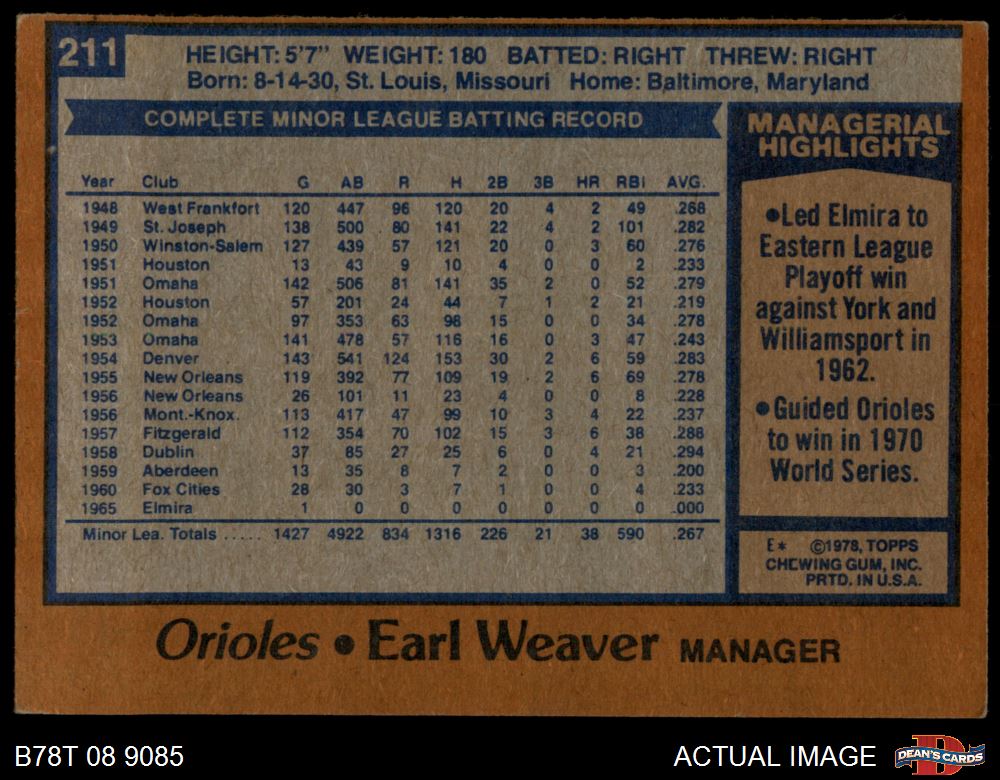 211
HEIGHT: 5'7" WEIGHT: 180 BATTED: RIGHT THREW: RIGHT
Born: 8-14-30, St. Louis, Missouri Home: Baltimore, Maryland
COMPLETE MINOR LEAGUE BATTING RECORD
Year Club G AB R H 2B 3B HR RBI AVG.
1948 West Frankfort 120 447 96 120 20 4 2 49 .268
1949 St. Joseph 138 500 80 141 22 4 2 101 .282
1950 Winston-Salem 127 439 57 121 20 0 3 60 .276
1951 Houston 13 43 9 10 4 0 0 2 .233
1951 Omaha 142 506 81 141 35 2 0 52 .279
1952 Houston 57 201 24 44 7 1 2 21 .219
1952 Omaha 97 353 63 98 15 0 0 34 .278
1953 Omaha 141 478 57 116 16 0 3 47 .243
1954 Denver 143 541 124 153 30 2 6 59 .283
1955 New Orleans 119 392 77 109 19 2 6 69 .278
1956 New Orleans 26 101 11 23 4 0 0 8 .228
1956 Mont.-Knox. 113 417 47 99 10 3 4 22 .237
1957 Fitzgerald 112 354 70 102 15 3 6 38 .288
1958 Dublin 37 85 27 25 6 0 4 21 .294
1959 Aberdeen 13 35 8 7 2 0 0 3 .200
1960 Fox Cities 28 30 3 7 1 0 0 4 .233
1965 Elmira 1 0 0 0 0 0 0 0 .000
Minor Lea. Totals ..... 1427 4922 834 1316 226 21 38 590 .267
MANAGERIAL
HIGHLIGHTS
•Led Elmira to
Eastern League
Playoff win
against York and
Williamsport in
1962.
•Guided Orioles
to win in 1970
World Series.
E* ©1978, TOPPS
CHEWING GUM, INC.
PRTD. IN U.S.A.
Orioles • Earl Weaver MANAGER
B78T 08 9085
ACTUAL IMAGE
DEAN'S CARDS